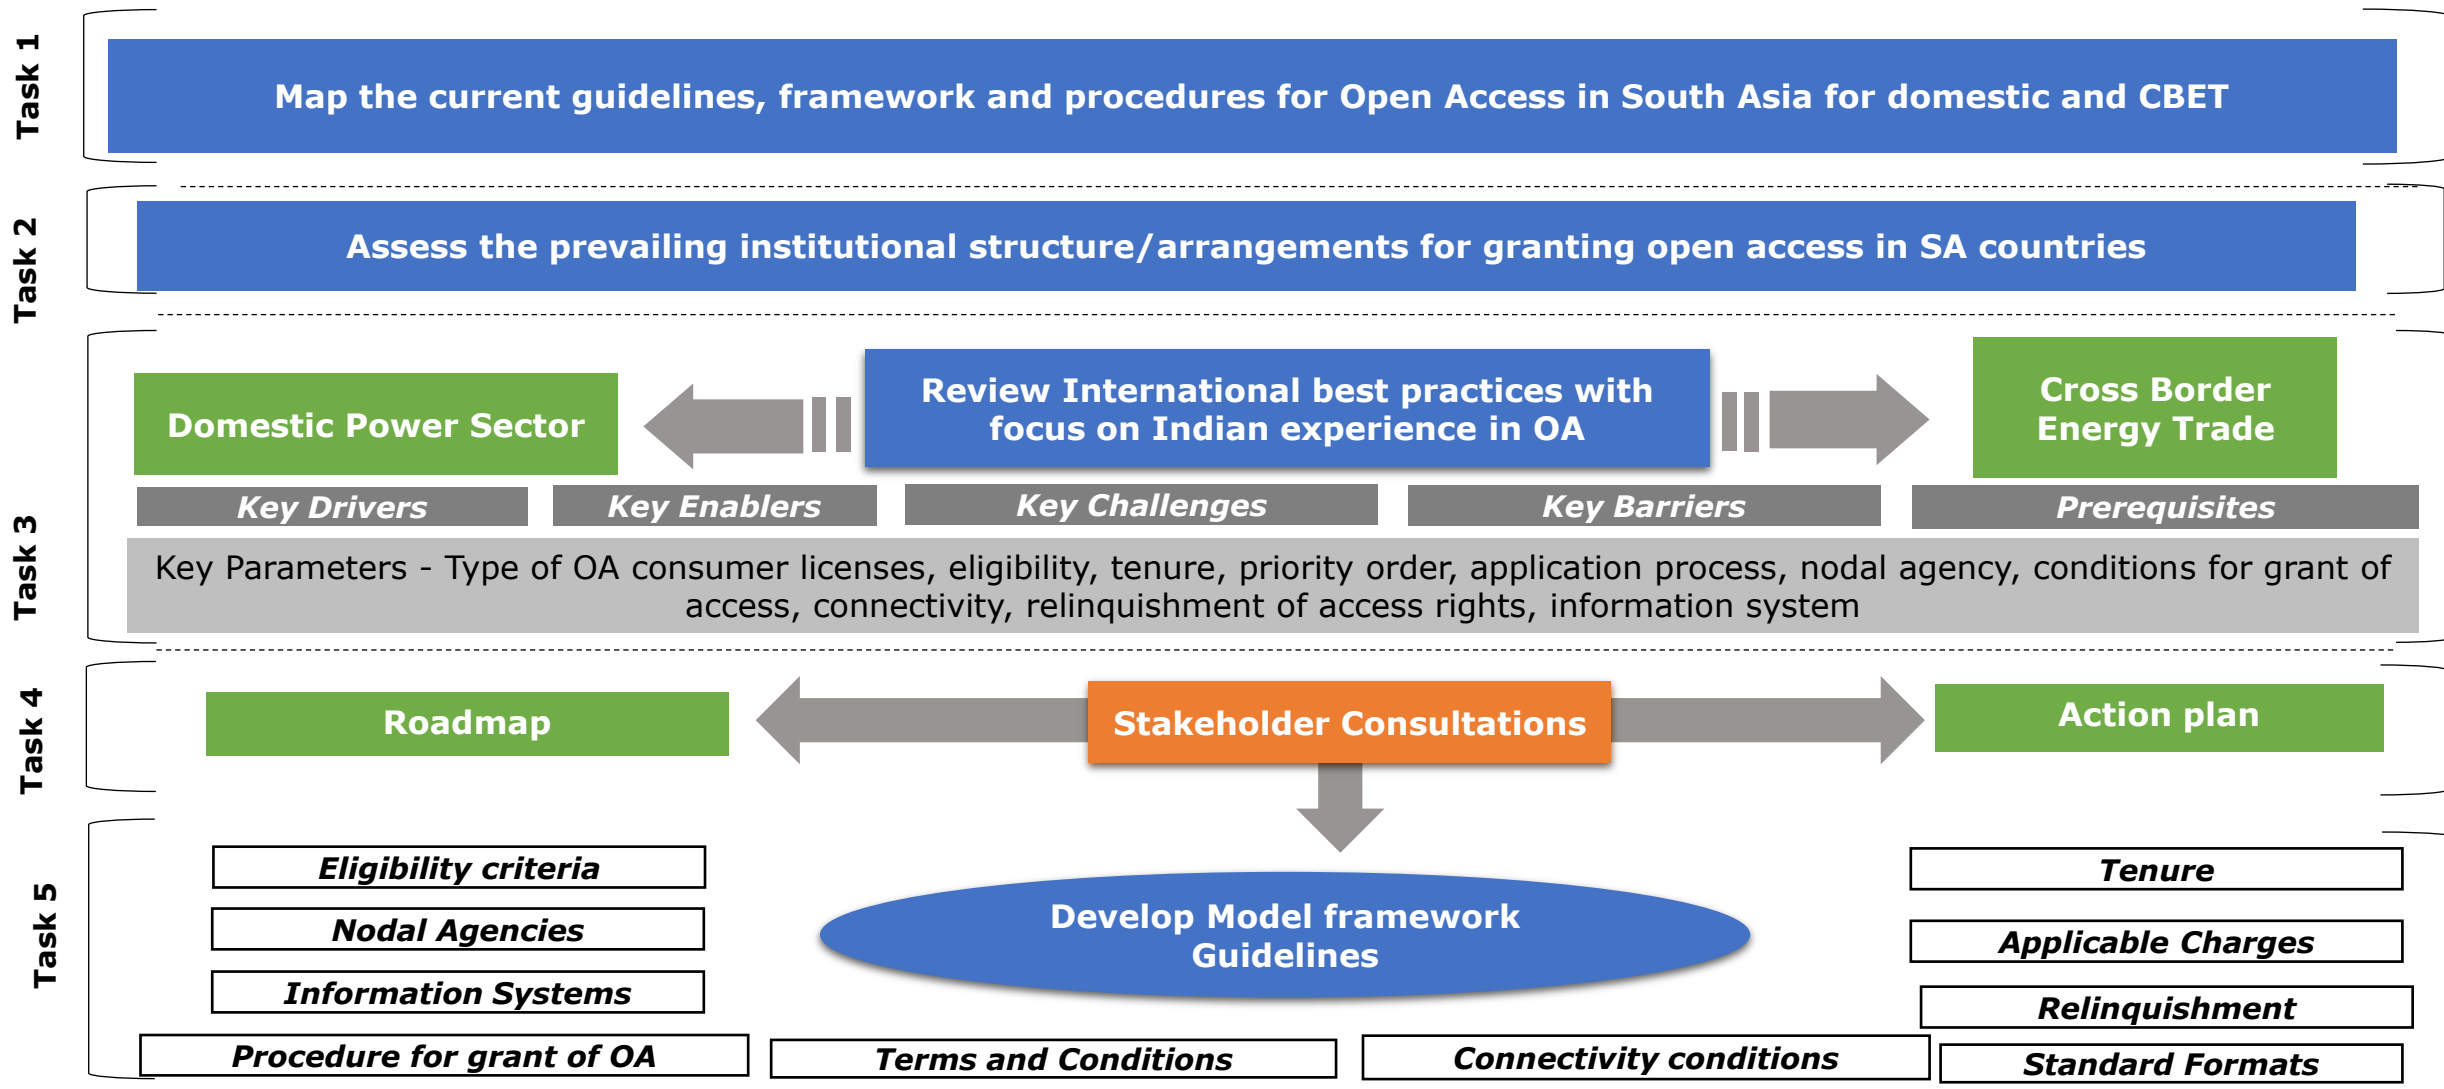 Task 1
Map the current guidelines, framework and procedures for Open Access in South Asia for domestic and CBET
Task 2
Assess the prevailing institutional structure/arrangements for granting open access in SA countries
Task 3
Domestic Power Sector
Review International best practices with
focus on Indian experience in OA
Cross Border
Energy Trade
Key Drivers
Key Enablers
Key Challenges
Key Barriers
Prerequisites
Key Parameters - Type of OA consumer licenses, eligibility, tenure, priority order, application process, nodal agency, conditions for grant of
access, connectivity, relinquishment of access rights, information system
Task 4
Roadmap
Stakeholder Consultations
Action plan
Task 5
Eligibility criteria
Nodal Agencies
Information Systems
Procedure for grant of OA
Develop Model framework
Guidelines
Terms and Conditions
Connectivity conditions
Tenure
Applicable Charges
Relinquishment
Standard Formats